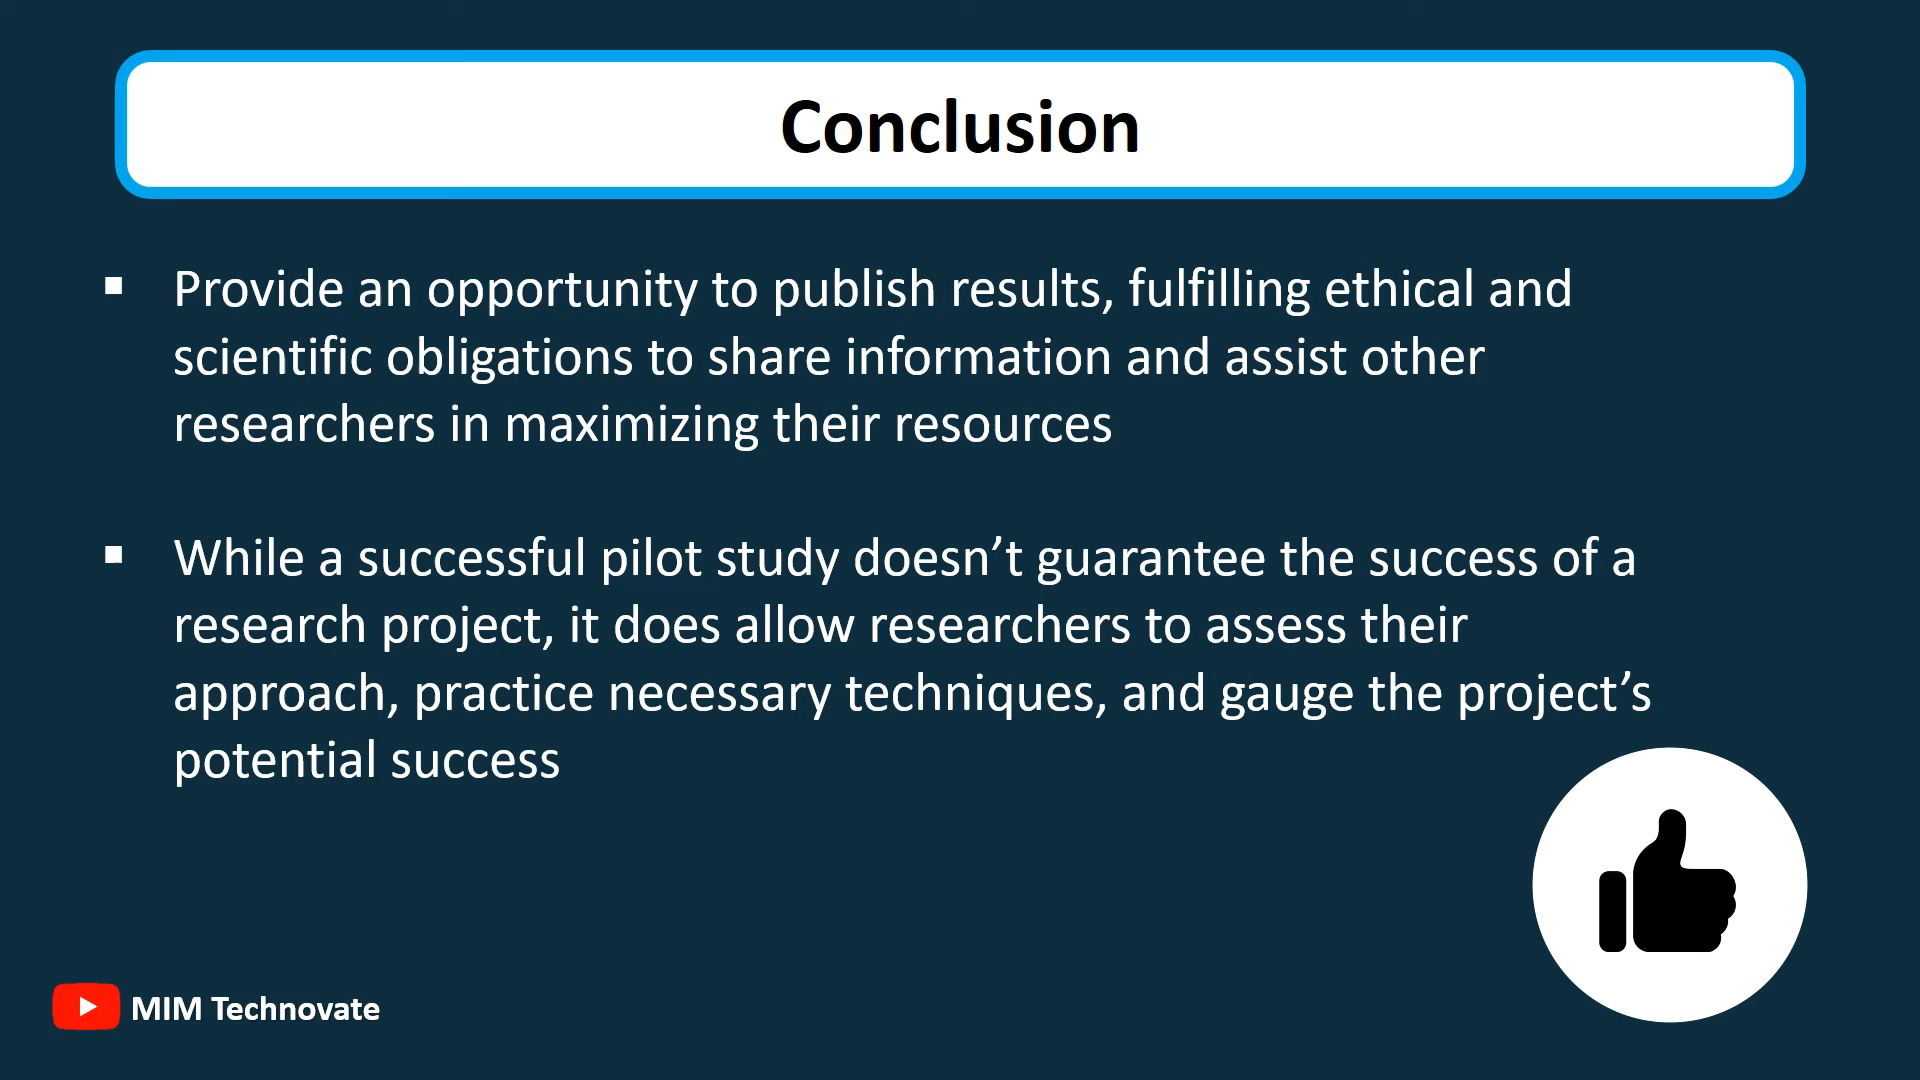 Conclusion
▪ Provide an opportunity to publish results, fulfilling ethical and
scientific obligations to share information and assist other
researchers in maximizing their resources
▪ While a successful pilot study doesn’t guarantee the success of a
research project, it does allow researchers to assess their
approach, practice necessary techniques, and gauge the project’s
potential success
MIM Technovate